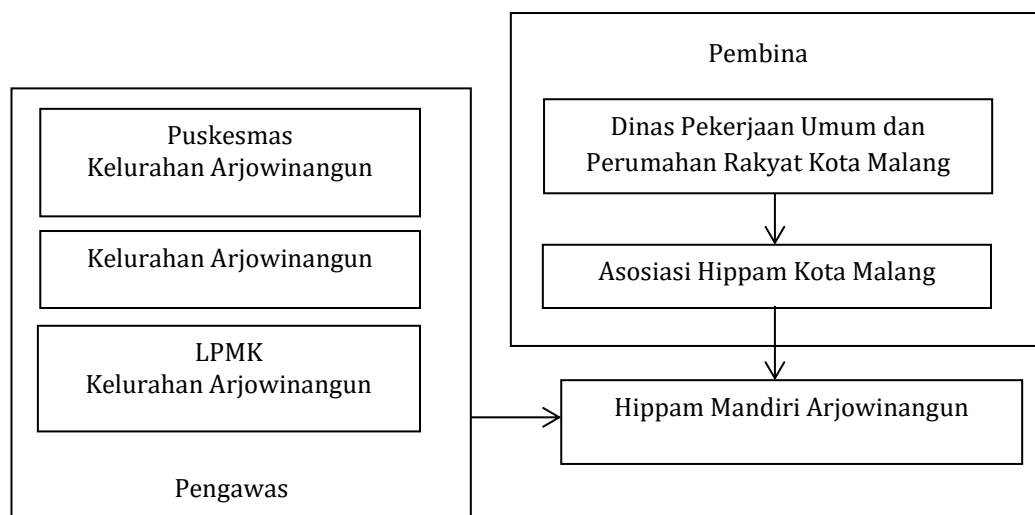 Pembina
Dinas Pekerjaan Umum dan
Perumahan Rakyat Kota Malang
Asosiasi Hippam Kota Malang
Hippam Mandiri Arjowinangun
Puskesmas
Kelurahan Arjowinangun
Kelurahan Arjowinangun
LPMK
Kelurahan Arjowinangun
Pengawas